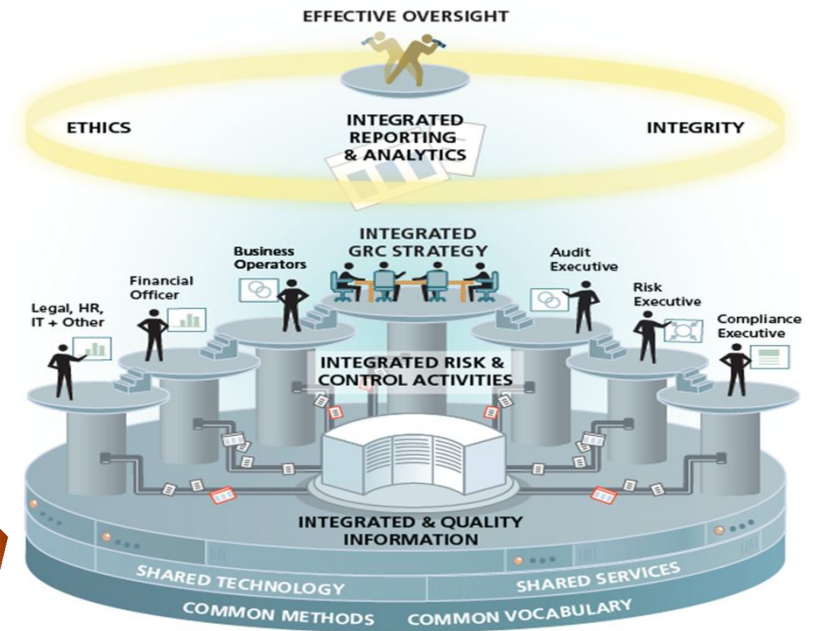 EFFECTIVE OVERSIGHT
ETHICS
INTEGRATED
REPORTING
& ANALYTICS
INTEGRITY
INTEGRATED
GRC STRATEGY
Business
Operators
Audit
Executive
Financial
Officer
Risk
Executive
Legal, HR,
IT + Other
Compliance
Executive
INTEGRATED RISK &
CONTROL ACTIVITIES
INTEGRATED & QUALITY
INFORMATION
SHARED TECHNOLOGY
SHARED SERVICES
COMMON METHODS
COMMON VOCABULARY